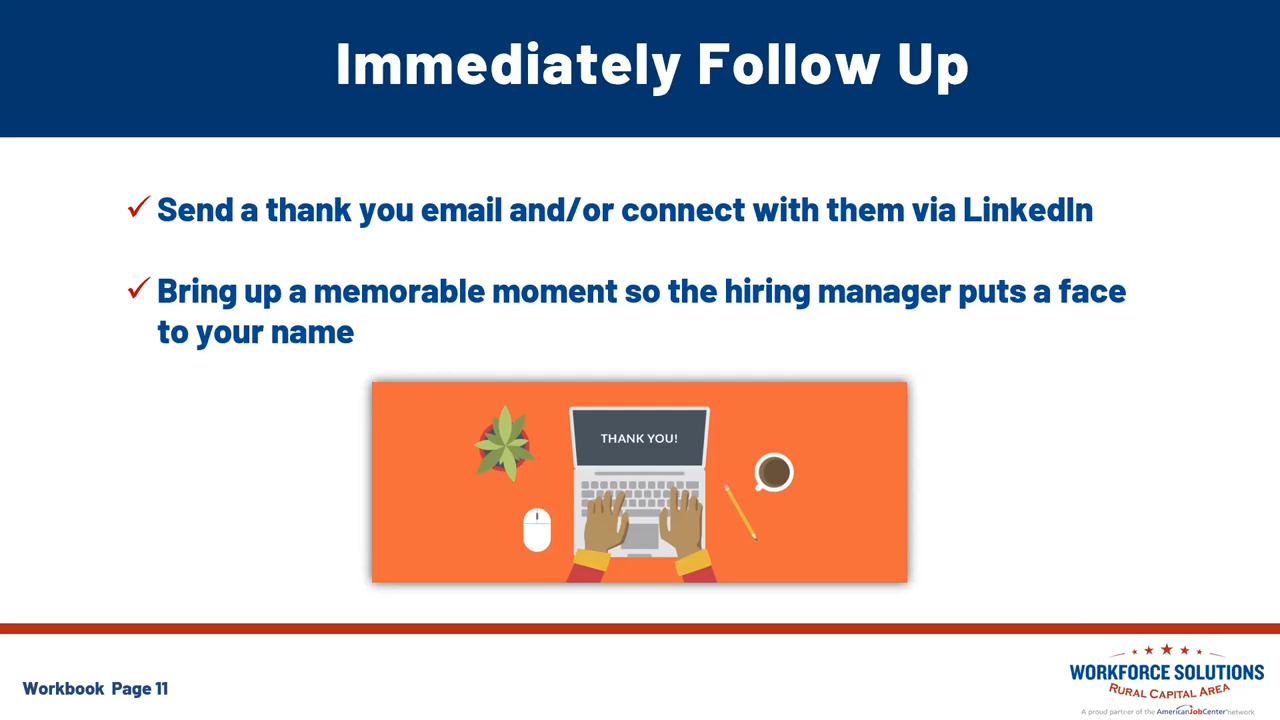 Immediately Follow Up
✓ Send a thank you email and/or connect with them via LinkedIn
✓ Bring up a memorable moment so the hiring manager puts a face
to your name
THANK YOU!
Workbook Page 11
WORKFORCE SOLUTIONS
RURAL CAPITAL AREA
A proud partner of the AmericanJobCenter network